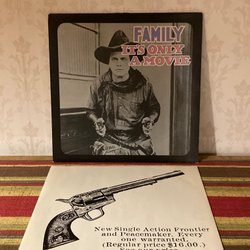 FAMILY
IT'S ONLY
A MOVIE
New Single Action Frontier
and Peacemaker. Every
one warranted.
(Regular price $16.00.)